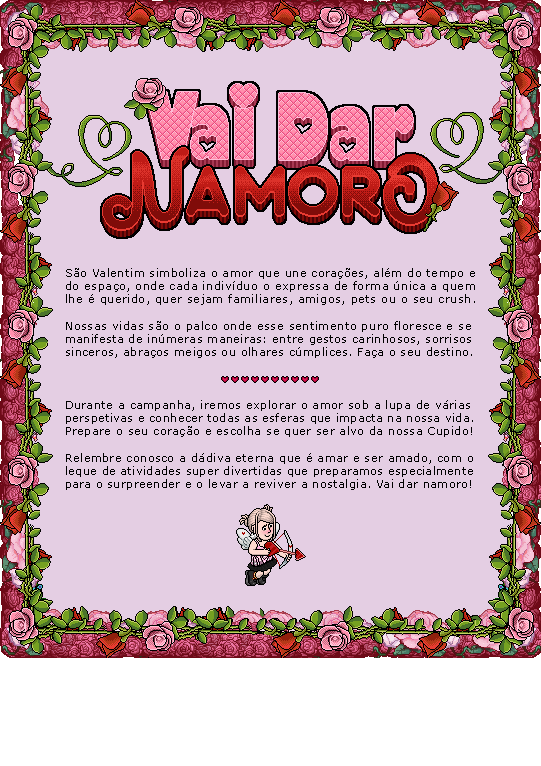 Vai Dar
NAMORO
São Valentim simboliza o amor que une corações, além do tempo e
do espaço, onde cada indivíduo o expressa de forma única a quem
lhe é querido, quer sejam familiares, amigos, pets ou o seu crush.
Nossas vidas são o palco onde esse sentimento puro floresce e se
manifesta de inúmeras maneiras: entre gestos carinhosos, sorrisos
sinceros, abraços meigos ou olhares cúmplices. Faça o seu destino.
Durante a campanha, iremos explorar o amor sob a lupa de várias
perspetivas e conhecer todas as esferas que impacta na nossa vida.
Prepare o seu coração e escolha se quer ser alvo da nossa Cupido!
Relembre conosco a dádiva eterna que é amar e ser amado, com o
leque de atividades super divertidas que preparamos especialmente
para o surpreender e o levar a reviver a nostalgia. Vai dar namoro!